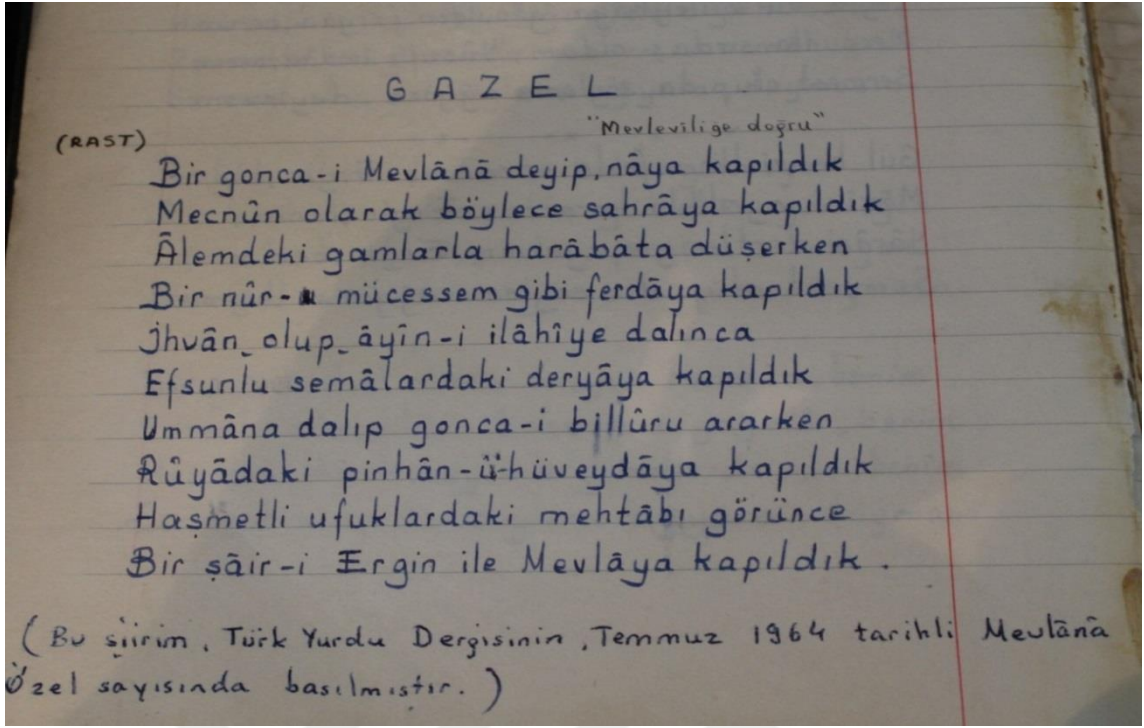 G A Z E L
"Mevleviliğe doğru"
(RAST)
Bir gonca-i Mevlânâ deyip, nâya kapıldık
Mecnûn olarak böylece sahrâya kapıldık
Âlemdeki gamlarla harâbâta düşerken
Bir nûr-u mücessem gibi ferdâya kapıldık
İhvân olup âyîn-i ilâhîye dalınca
Efsunlu semâlardaki deryâya kapıldık
Ummâna dalıp gonca-i billûru ararken
Rûyâdaki pinhân-ü-hüveydâya kapıldık
Haşmetli ufuklardaki mehtâbı görünce
Bir şâir-i Ergin ile Mevlâya kapıldık.
(Bu şiirim, Türk Yurdu Dergisinin, Temmuz 1964 tarihli Mevlânâ
Özel sayısında basılmıştır.)